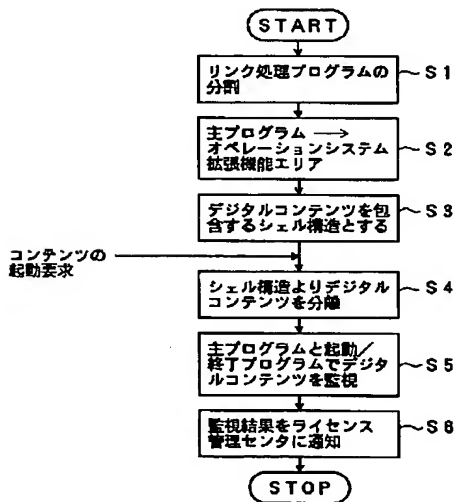 START
リンク処理プログラムの
分割
S1
主プログラム →
オペレーションシステム
拡張機能エリア
S2
デジタルコンテンツを包
含するシェル構造とする
S3
コンテンツの
起動要求
シェル構造よりデジタル
コンテンツを分離
S4
主プログラムと起動/
終了プログラムでデジタ
ルコンテンツを監視
S5
監視結果をライセンス
管理センタに通知
S6
STOP